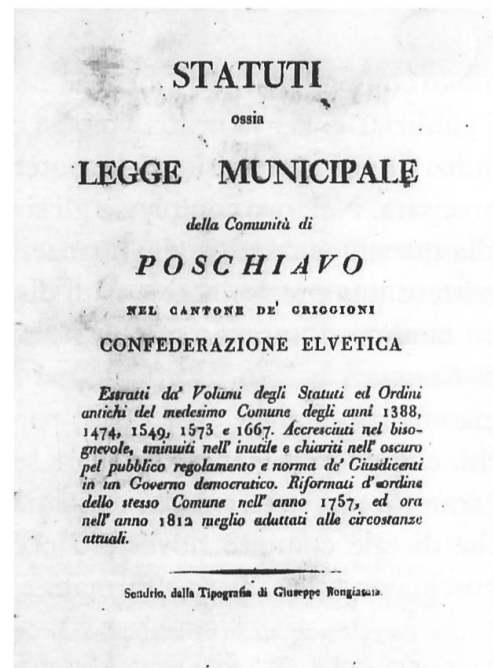 STATUTI
ossia
LEGGE MUNICIPALE
della Comunità di
POSCHIAVO
NEL CANTONE DE' GRIGGIONI
CONFEDERAZIONE ELVETICA
Estratti da' Volumi degli Statuti ed Ordini
antichi del medesimo Comune degli anni 1388,
1474, 1549, 1573 e 1667. Accresciuti nel biso-
gnevole, sminuiti nell' inutile e chiariti nell' oscuro
pel pubblico regolamento e norma de' Giusdicenti
in un Governo democratico. Riformati d'ordine
dello stesso Comune nell' anno 1757, ed ora
nell' anno 1812 meglio adattati alle circostanze
attuali.
Sondrio, dalla Tipografia di Giuseppe